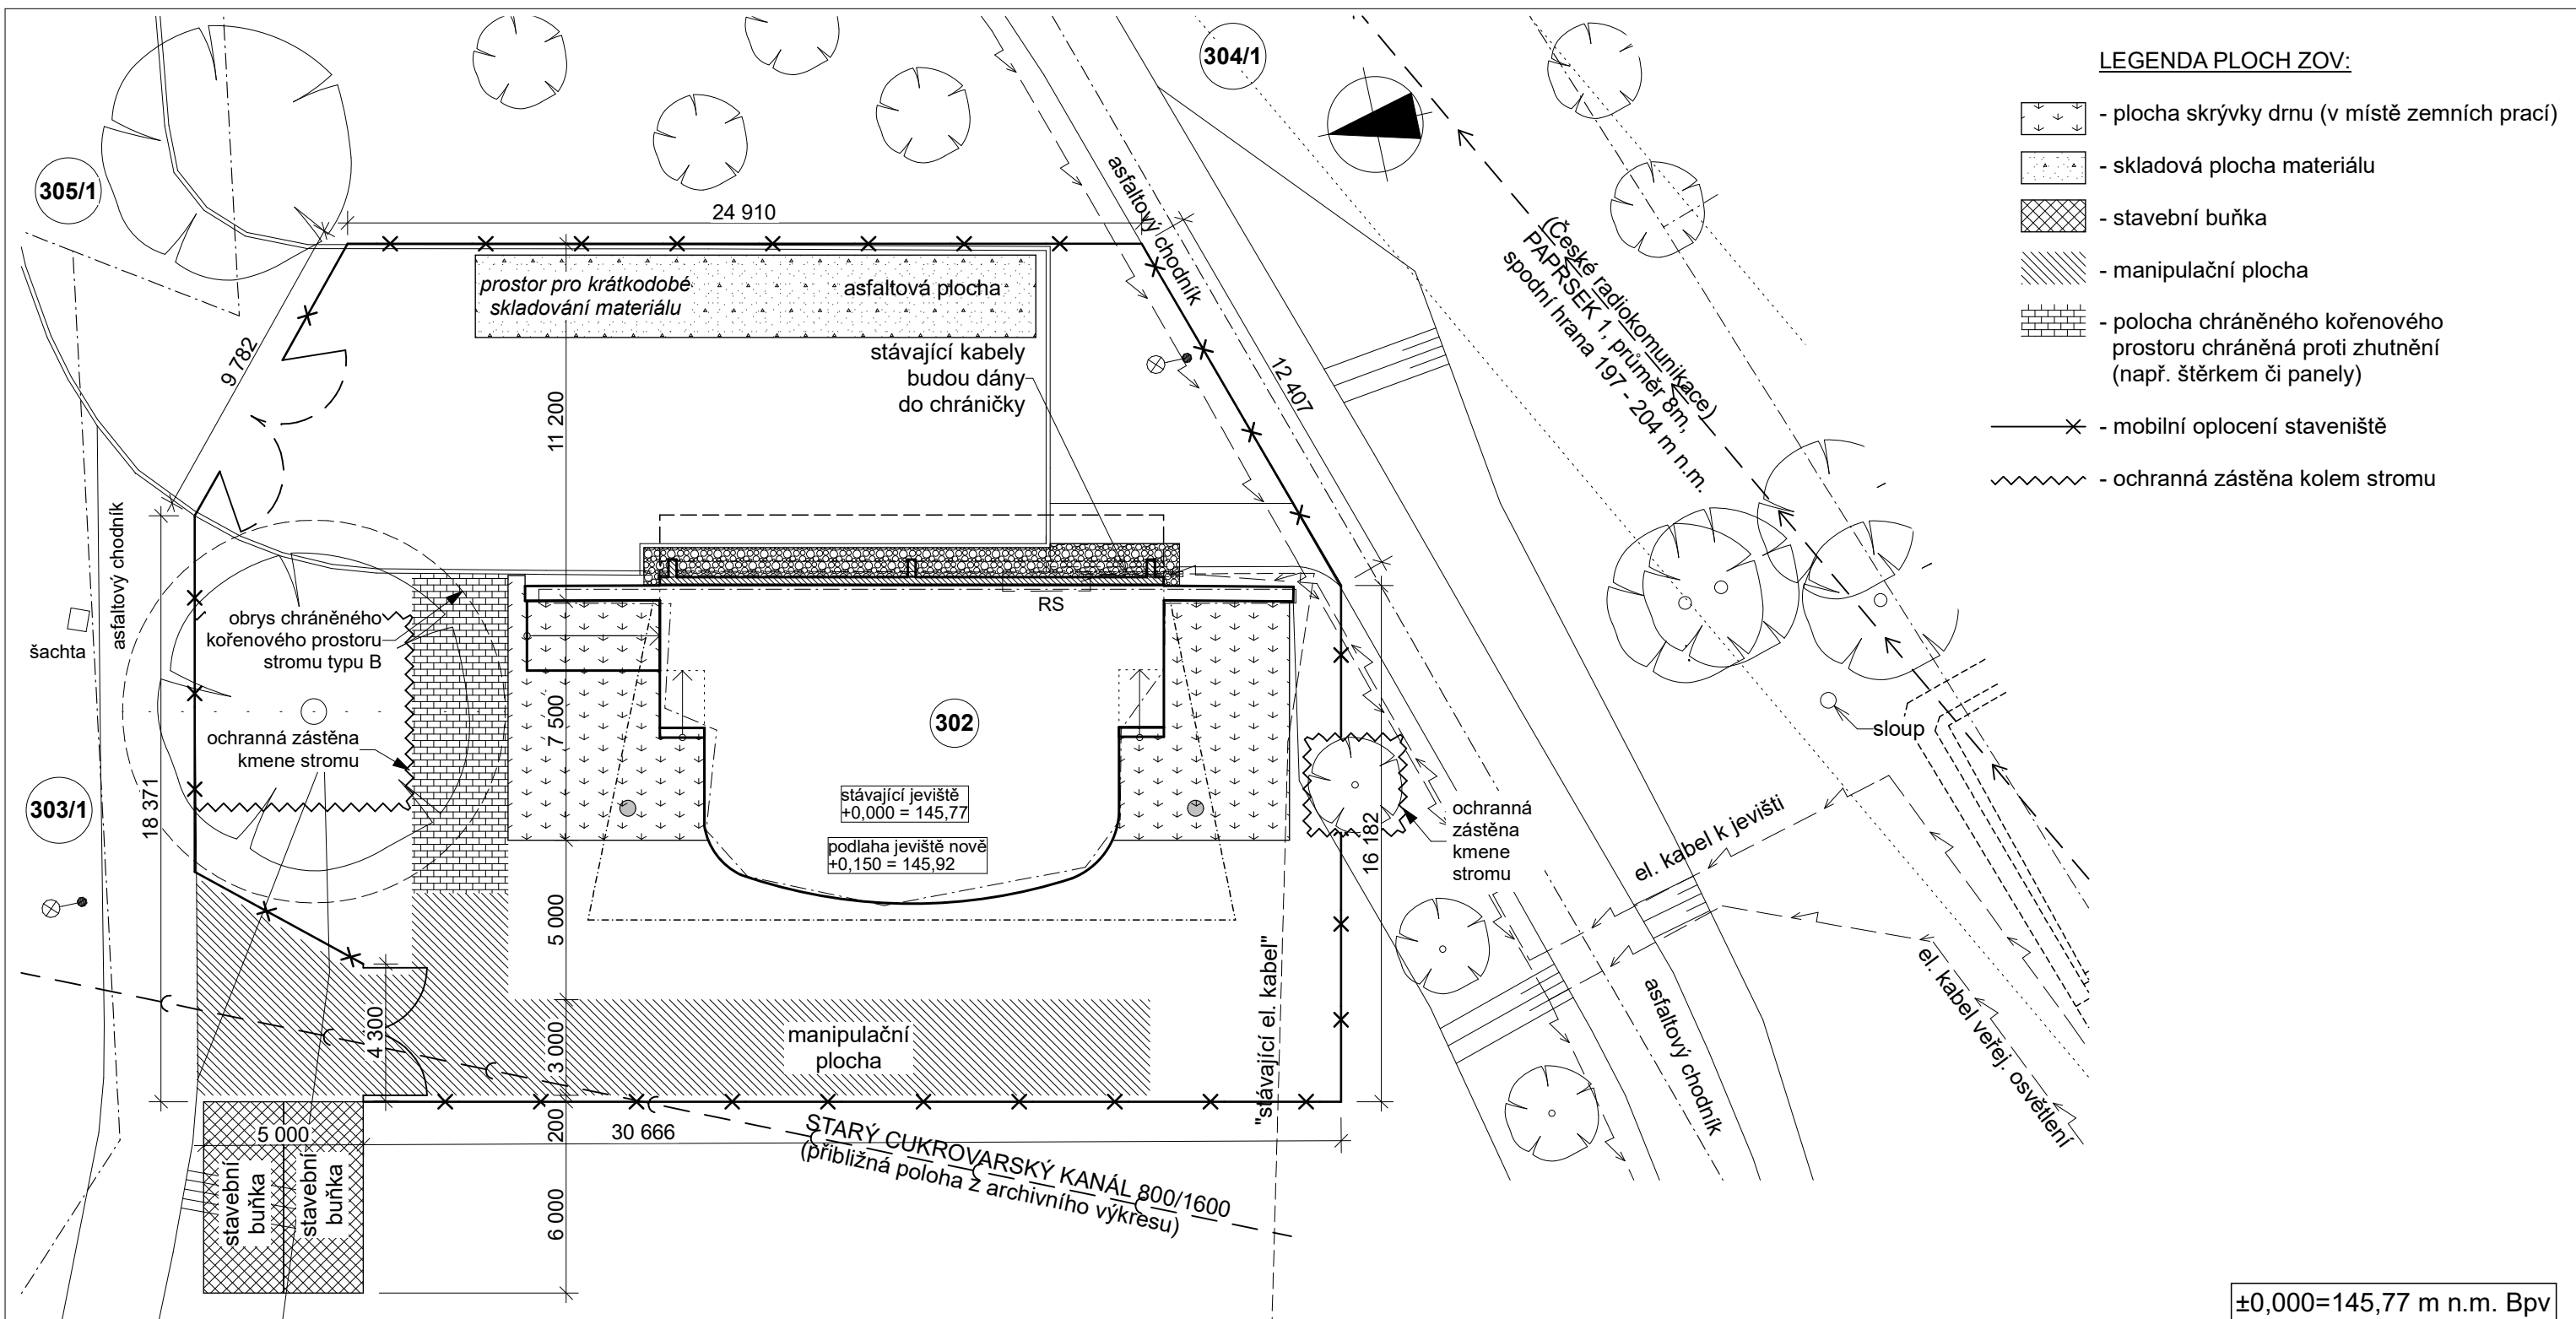 304/1
305/1
24 910
asfaltový chodník
prostor pro krátkodobé
skladování materiálu
asfaltová plocha
stávající kabely
budou dány
do chráničky
9 782
11 200
12 407
(České radiokomunikace)
PAPRSEK 1, průměr 8m,
spodní hrana 197 - 204 m n.m.
LEGENDA PLOCH ZOV:
- plocha skrývky drnu (v místě zemních prací)
- skladová plocha materiálu
- stavební buňka
- manipulační plocha
- polocha chráněného kořenového
prostoru chráněná proti zhutnění
(např. štěrkem či panely)
- mobilní oplocení staveniště
- ochranná zástěna kolem stromu
asfaltový chodník
šachta
obrys chráněného
kořenového prostoru
stromu typu B
RS
ochranná zástěna
kmene stromu
7 500
302
sloup
303/1
18 371
stávající jeviště
+0,000 = 145,77
podlaha jeviště nově
+0,150 = 145,92
16 182
ochranná
zástěna
kmene
stromu
el. kabel k jevišti
5 000
4 300
3 000
manipulační
plocha
"stávající el. kabel"
asfaltový chodník
el. kabel veřej. osvětlení
5 000
200
30 666
STARÝ CUKROVARSKÝ KANÁL 800/1600
(přibližná poloha z archivního výkresu)
stavební
buňka
stavební
buňka
6 000
±0,000=145,77 m n.m. Bpv